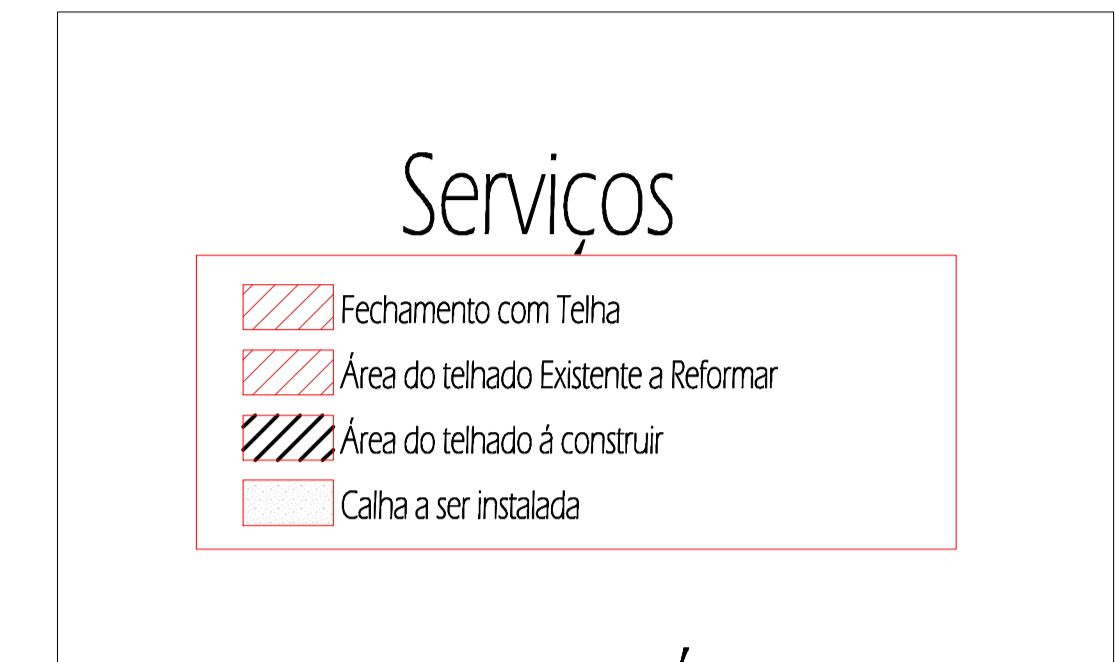 Serviços
Fechamento com Telha
Área do telhado Existente a Reformar
Área do telhado á construir
Calha a ser instalada